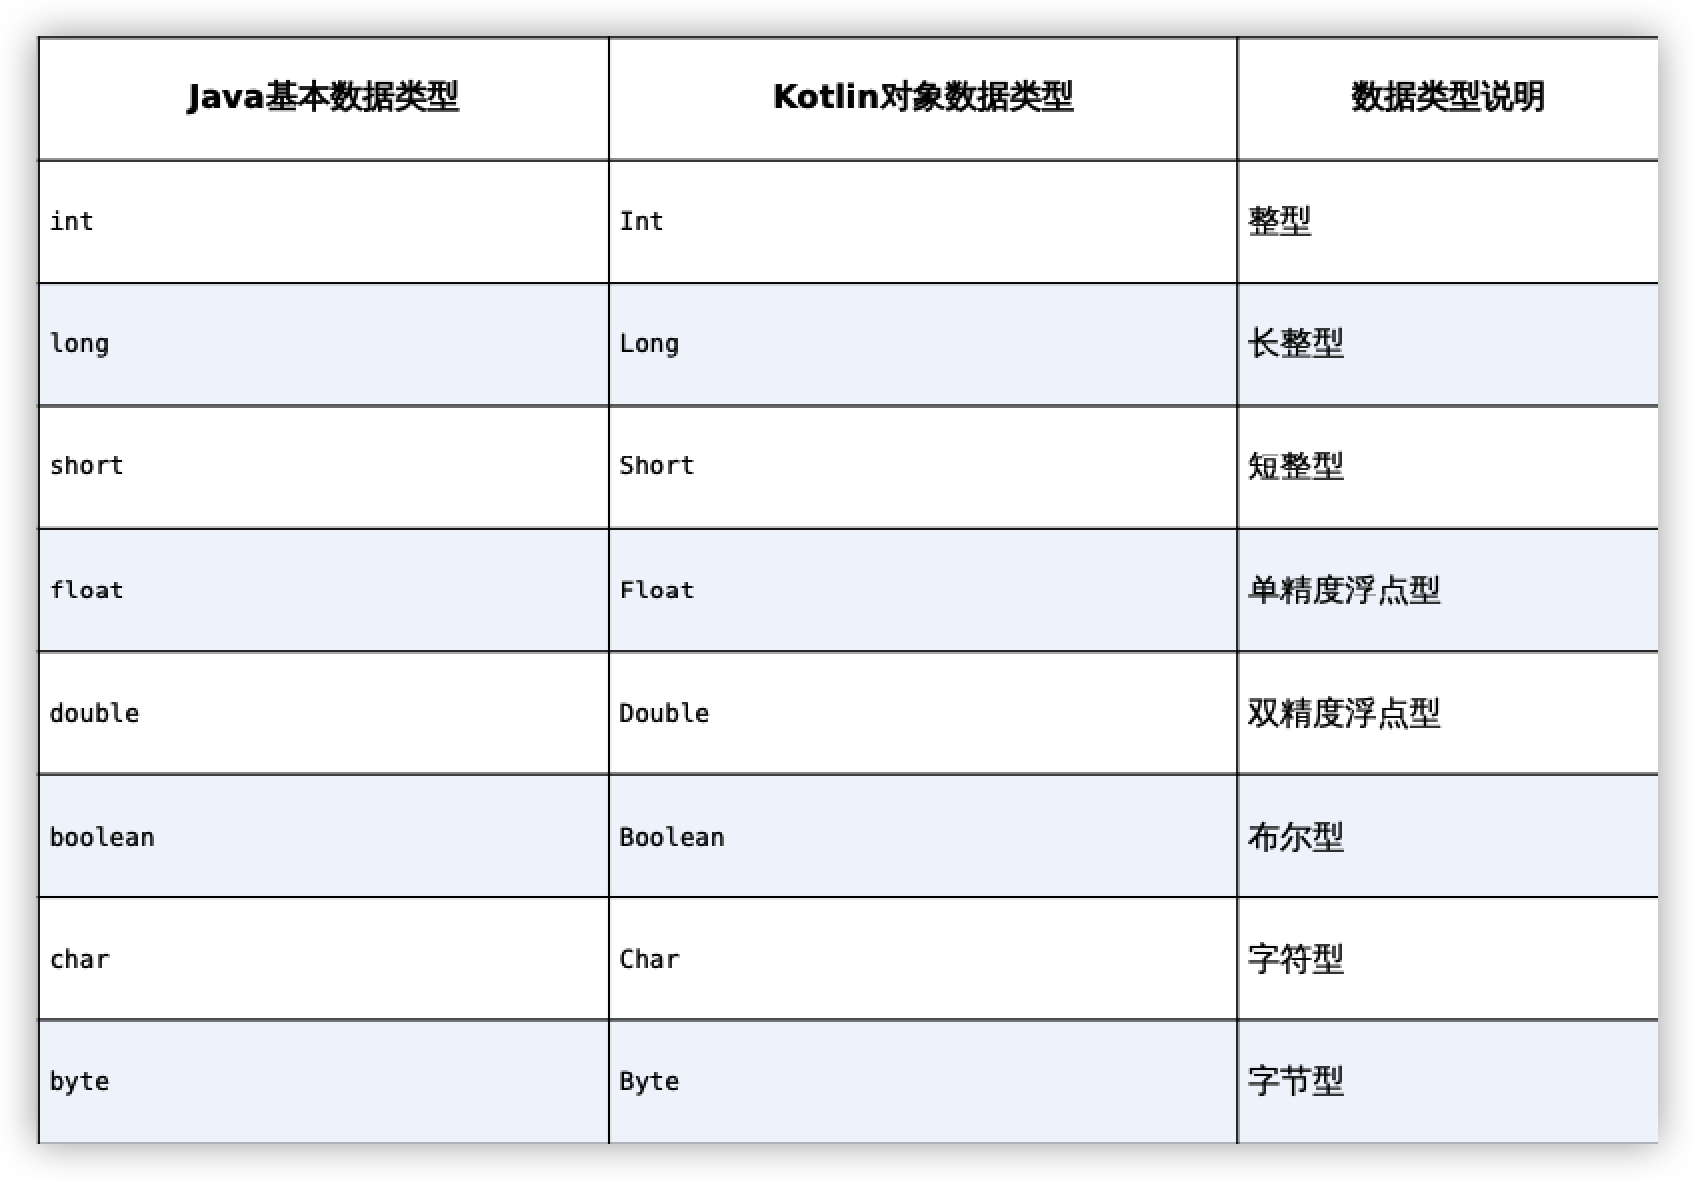 Java基本数据类型 Kotlin对象数据类型 数据类型说明
int Int 整型
long Long 长整型
short Short 短整型
float Float 单精度浮点型
double Double 双精度浮点型
boolean Boolean 布尔型
char Char 字符型
byte Byte 字节型